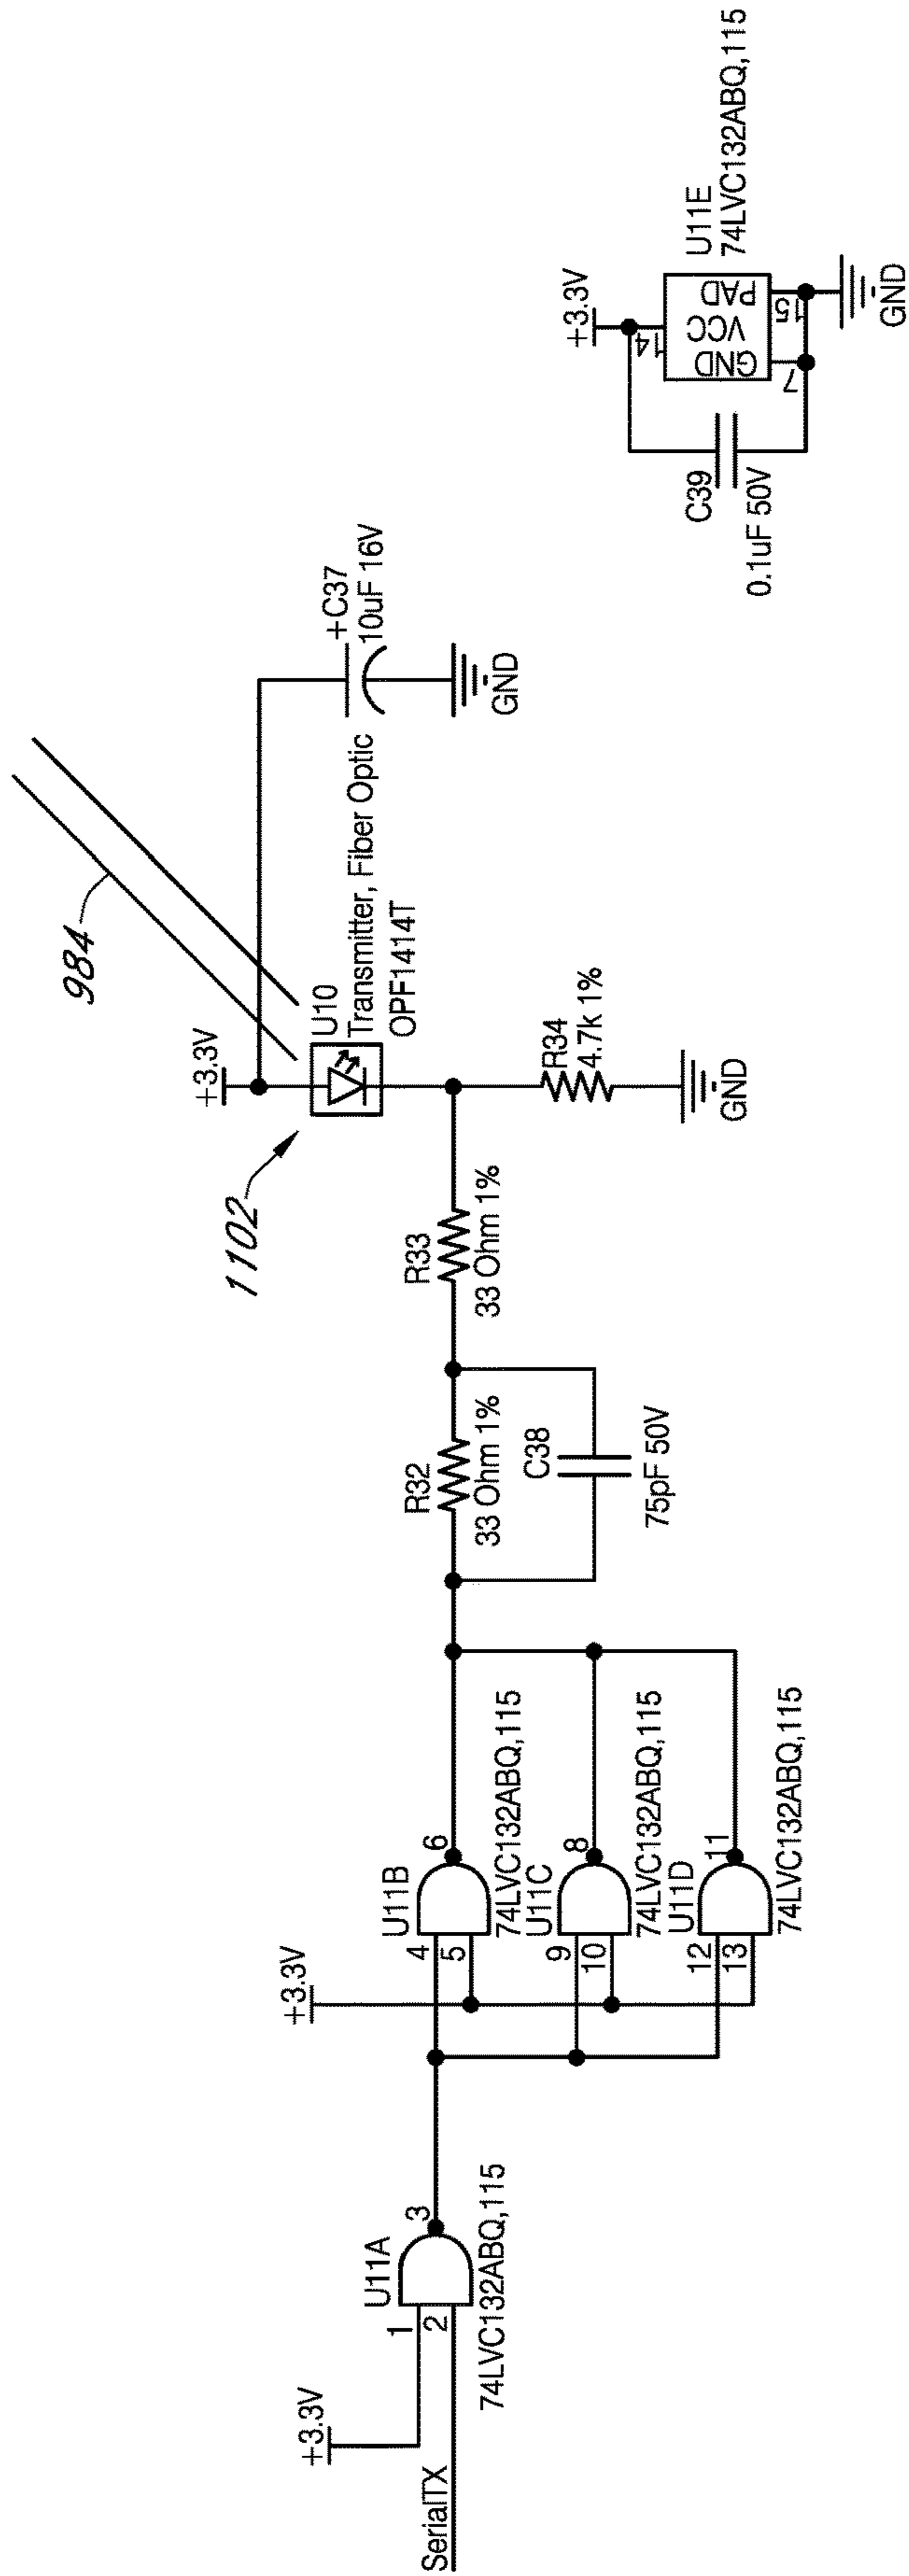 984
1102
+3.3V
U10
Transmitter, Fiber Optic
OPF1414T
+C37
10uF 16V
GND
R34
4.7k 1%
GND
R33
33 Ohm 1%
R32
33 Ohm 1%
C38
75pF 50V
+3.3V
SerialTX
1
2
U11A
3
74LVC132ABQ,115
+3.3V
4
5
U11B
6
74LVC132ABQ,115
9
10
U11C
8
74LVC132ABQ,115
12
13
U11D
11
74LVC132ABQ,115
+3.3V
14
GND
VCC
PAD
7
15
U11E
74LVC132ABQ,115
C39
0.1uF 50V
GND